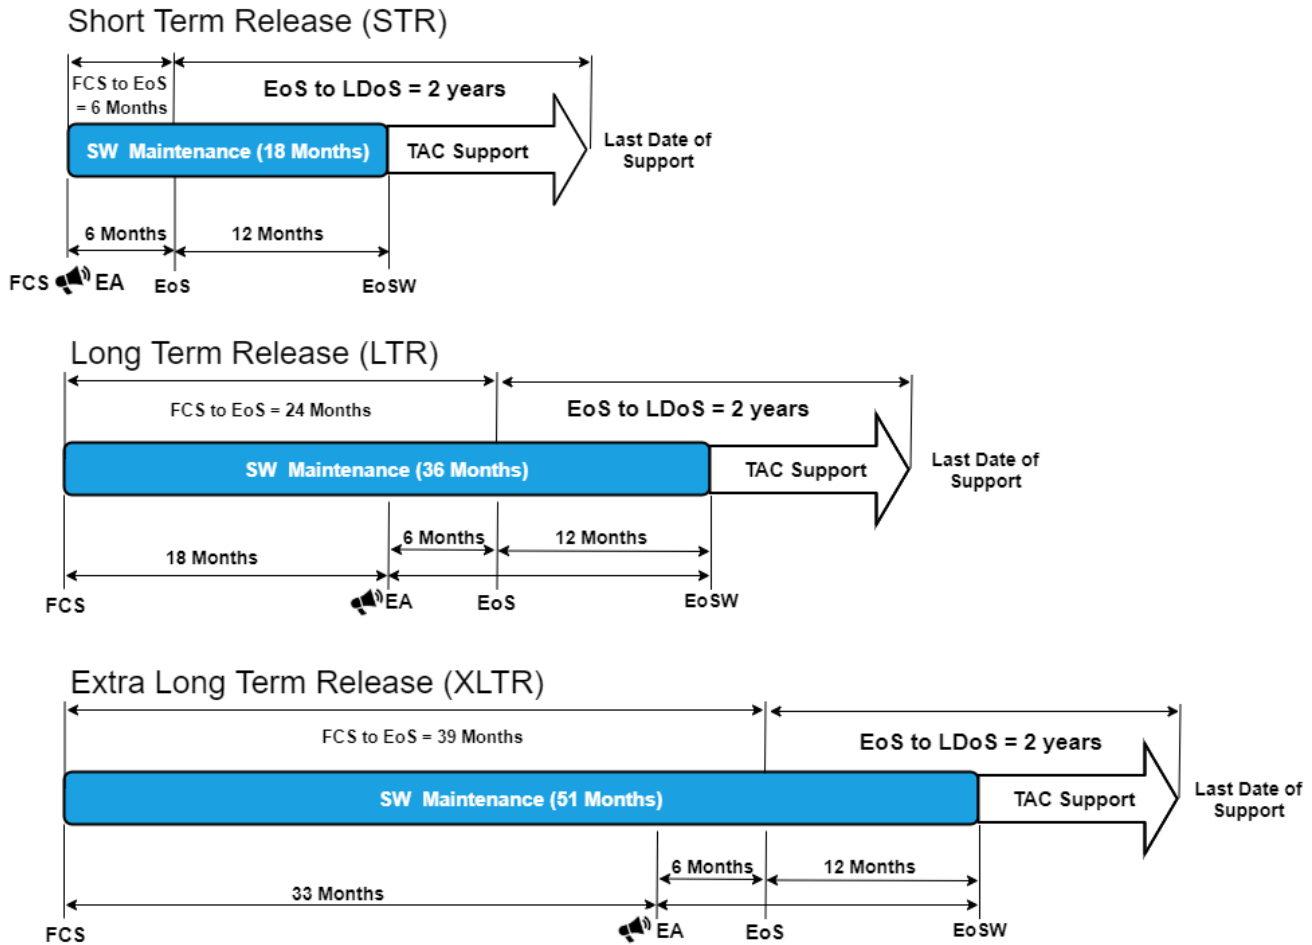 Short Term Release (STR)
FCS to EoS
= 6 Months
EoS to LDoS = 2 years
SW Maintenance (18 Months)
TAC Support
Last Date of
Support
6 Months
12 Months
FCS
EA
EoS
EoSW
Long Term Release (LTR)
FCS to EoS = 24 Months
EoS to LDoS = 2 years
SW Maintenance (36 Months)
TAC Support
Last Date of
Support
6 Months
12 Months
18 Months
FCS
EA
EoS
EoSW
Extra Long Term Release (XLTR)
FCS to EoS = 39 Months
EoS to LDoS = 2 years
SW Maintenance (51 Months)
TAC Support
Last Date of
Support
6 Months
12 Months
33 Months
FCS
EA
EoS
EoSW